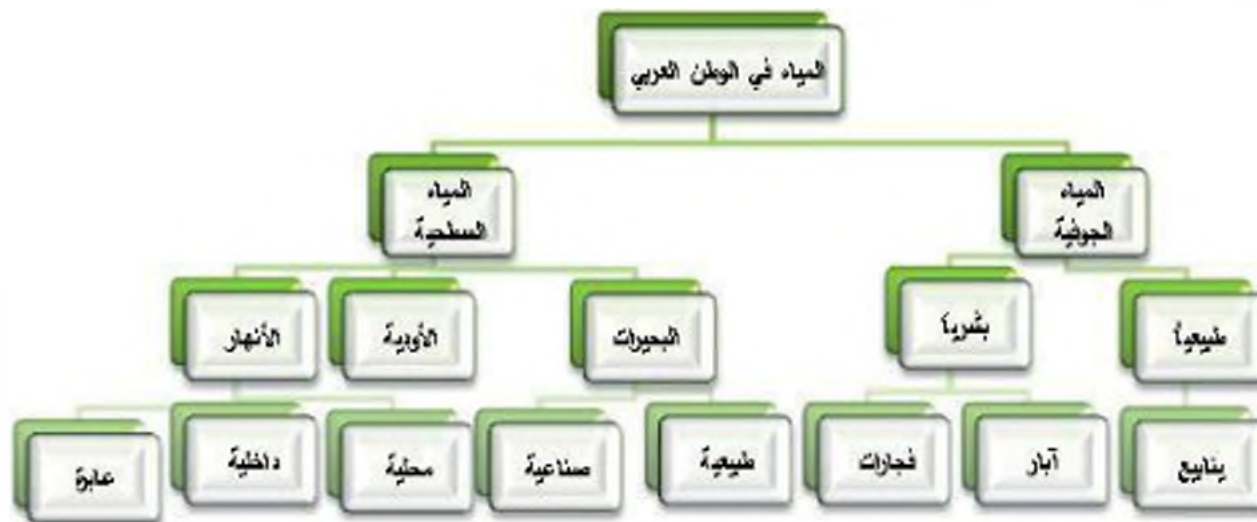 المياه في الوطن العربي
المياه
الجوفية
المياه
السطحية
طبيعياً
بشرياً
البحيرات
الأودية
الأنهار
ينابيع
آبار
فجارات
طبيعية
صناعية
محلية
داخلية
عابرة